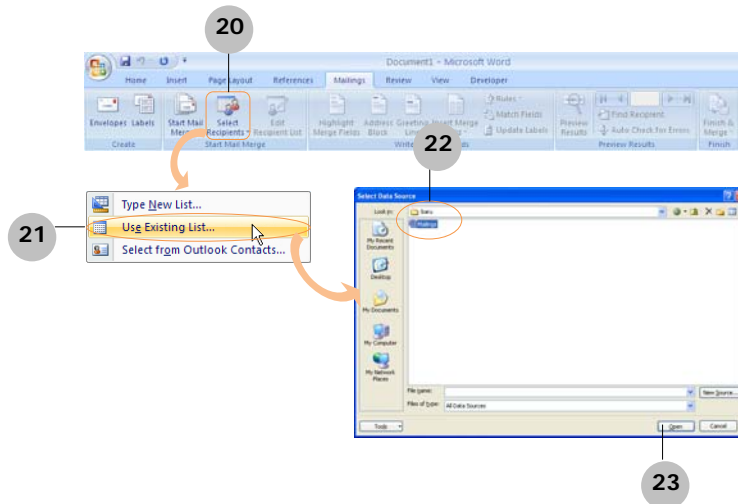 20
Document1 - Microsoft Word
Home Insert Page Layout References Mailings Review View Developer
Envelopes Labels Start Mail Merge Select Recipients Edit Recipient List Highlight Merge Fields Address Block Greeting Line Insert Merge Rules Match Fields Update Labels Preview Results Find Recipient Auto Check for Errors Finish & Merge
Create Start Mail Merge Write Preview Results Finish
22
21
Type New List...
Use Existing List...
Select from Outlook Contacts...
Select Data Source
Look in:
My Recent Documents
Mailings
Desktop
My Documents
My Computer
My Network Places
File name:
New Source...
Files of type: All Data Sources
Tools Open Cancel
23